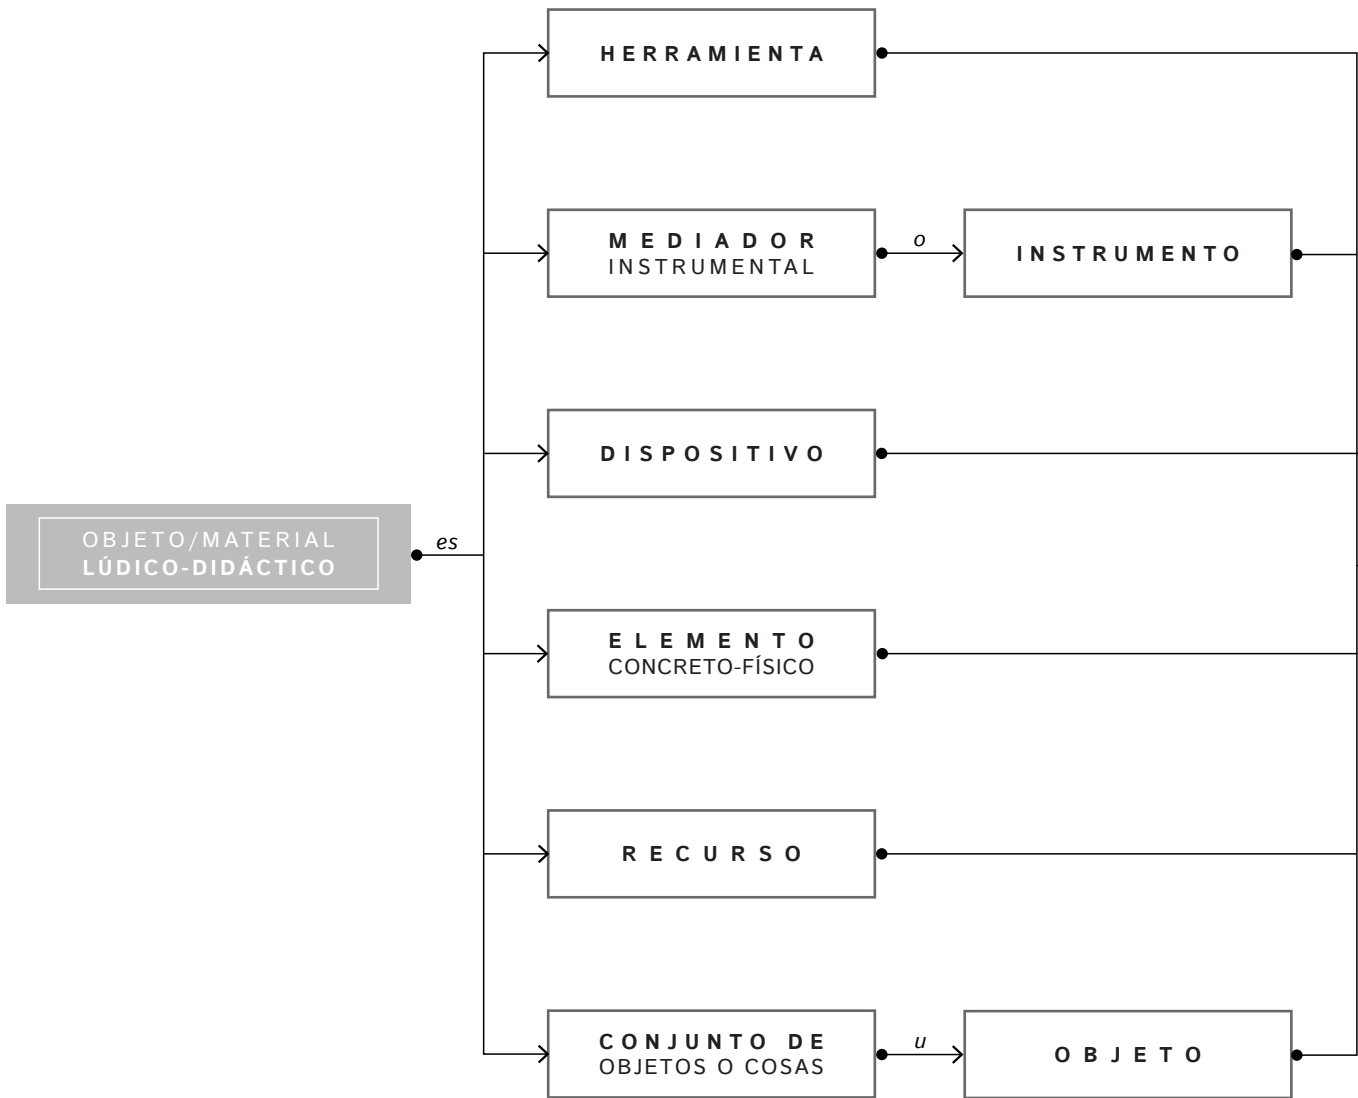 HERRAMIENTA
MEDIADOR
INSTRUMENTAL
o
INSTRUMENTO
DISPOSITIVO
OBJETO/MATERIAL
LÚDICO-DIDÁCTICO
es
ELEMENTO
CONCRETO-FÍSICO
RECURSO
CONJUNTO DE
OBJETOS O COSAS
u
OBJETO